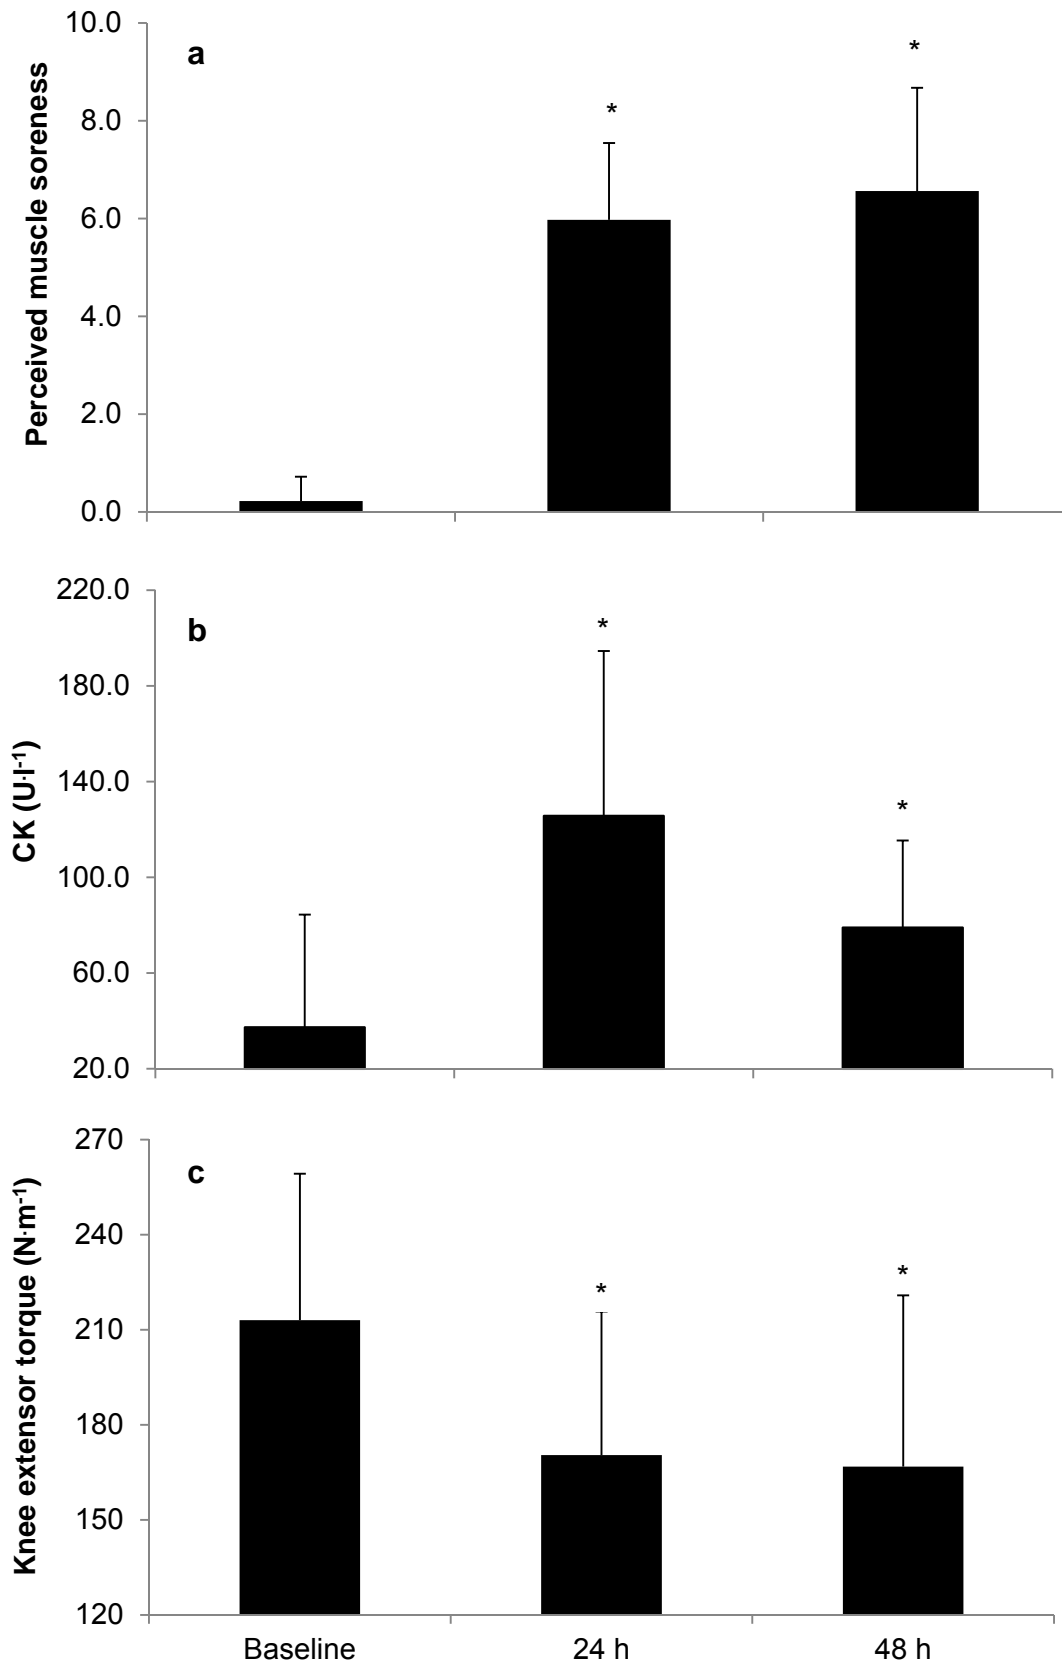 10.0
a
*
*
8.0
6.0
4.0
2.0
0.0
Perceived muscle soreness
220.0
b
*
180.0
140.0
*
100.0
60.0
20.0
CK (U·l⁻¹)
270
c
240
*
*
210
180
150
120
Knee extensor torque (N·m⁻¹)
Baseline
24 h
48 h